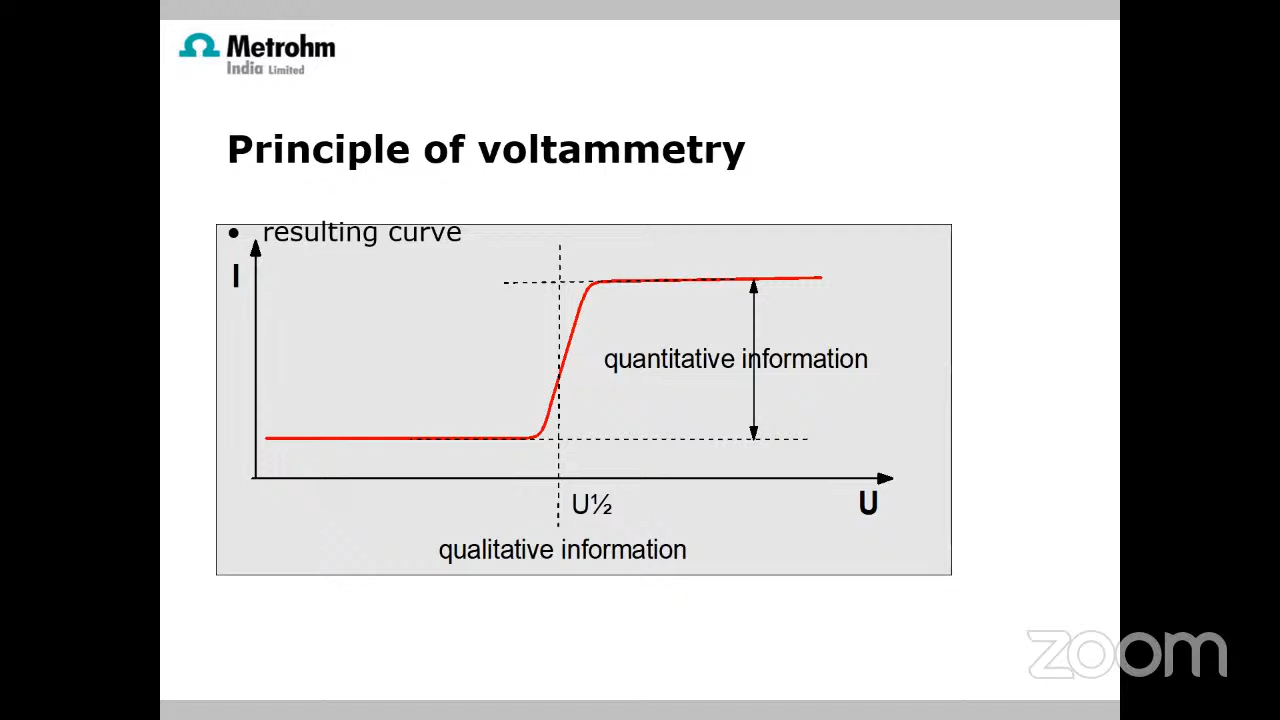 Metrohm
India Limited
Principle of voltammetry
• resulting curve
I
quantitative information
U½
U
qualitative information
zoom